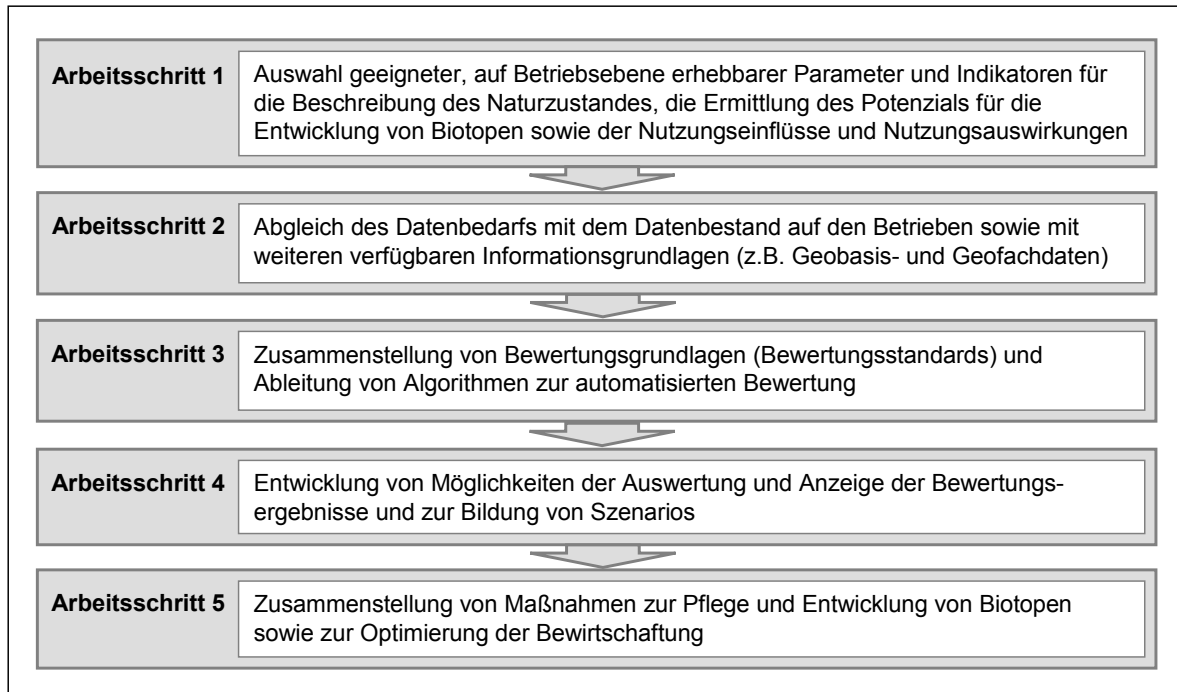 Arbeitsschritt 1
Auswahl geeigneter, auf Betriebsebene erhebbarer Parameter und Indikatoren für
die Beschreibung des Naturzustandes, die Ermittlung des Potenzials für die
Entwicklung von Biotopen sowie der Nutzungseinflüsse und Nutzungsauswirkungen
Arbeitsschritt 2
Abgleich des Datenbedarfs mit dem Datenbestand auf den Betrieben sowie mit
weiteren verfügbaren Informationsgrundlagen (z.B. Geobasis- und Geofachdaten)
Arbeitsschritt 3
Zusammenstellung von Bewertungsgrundlagen (Bewertungsstandards) und
Ableitung von Algorithmen zur automatisierten Bewertung
Arbeitsschritt 4
Entwicklung von Möglichkeiten der Auswertung und Anzeige der Bewertungs-
ergebnisse und zur Bildung von Szenarios
Arbeitsschritt 5
Zusammenstellung von Maßnahmen zur Pflege und Entwicklung von Biotopen
sowie zur Optimierung der Bewirtschaftung